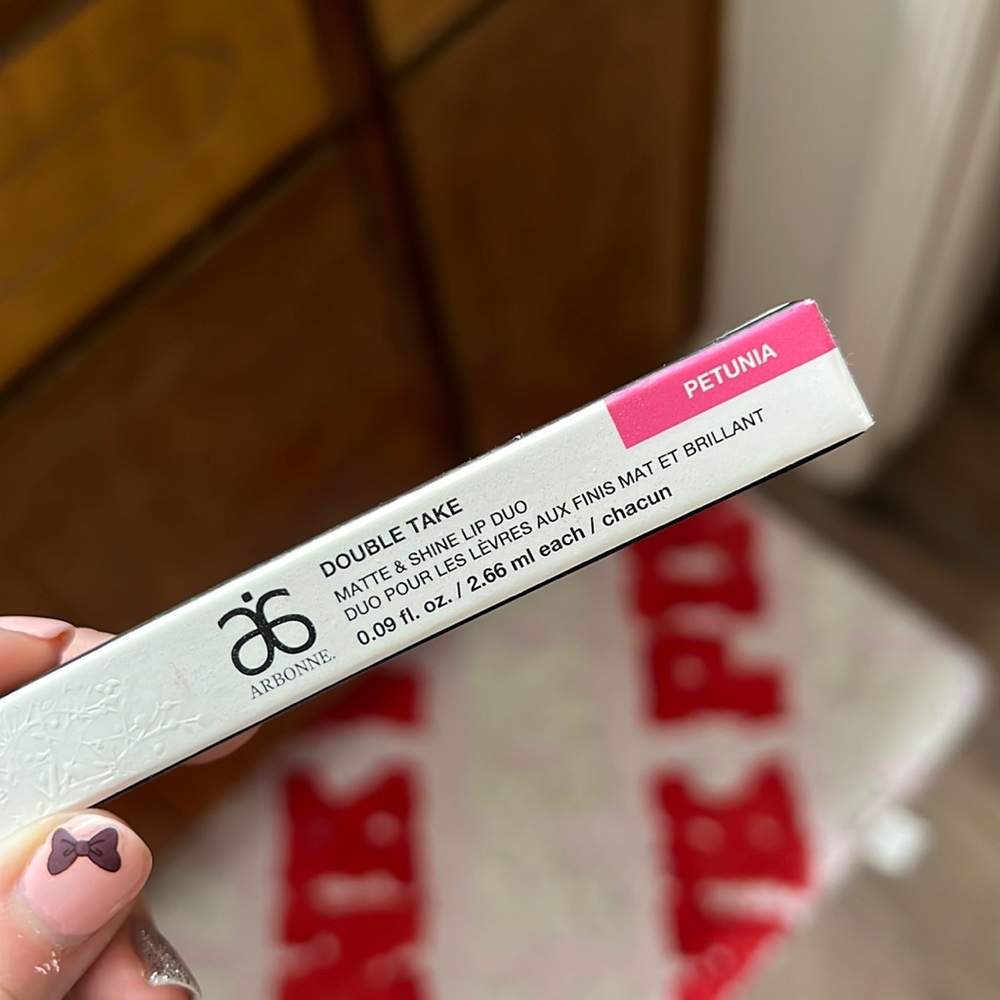 PETUNIA
DOUBLE TAKE
MATTE & SHINE LIP DUO
DUO POUR LES LÈVRES AUX FINIS MAT ET BRILLANT
0.09 fl. oz. / 2.66 ml each / chacun
ARBONNE.